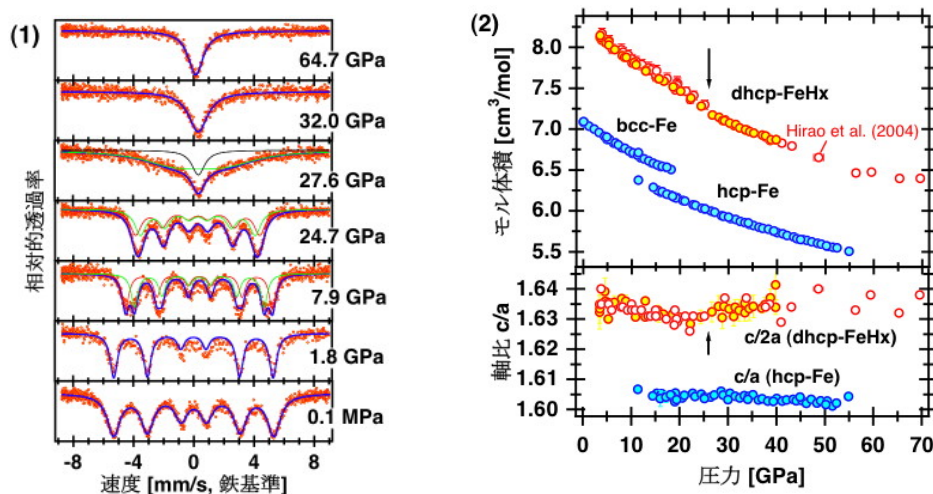 (1)
64.7 GPa
32.0 GPa
27.6 GPa
24.7 GPa
7.9 GPa
1.8 GPa
0.1 MPa
相対的透過率
-8
-4
0
4
8
速度 [mm/s, 鉄基準]
(2)
8.0
7.5
7.0
6.5
6.0
5.5
モル体積 [cm³/mol]
dhcp-FeHx
bcc-Fe
Hirao et al. (2004)
hcp-Fe
1.64
1.63
1.62
1.61
1.60
軸比 c/a
c/2a (dhcp-FeHx)
c/a (hcp-Fe)
0 10 20 30 40 50 60 70
圧力 [GPa]